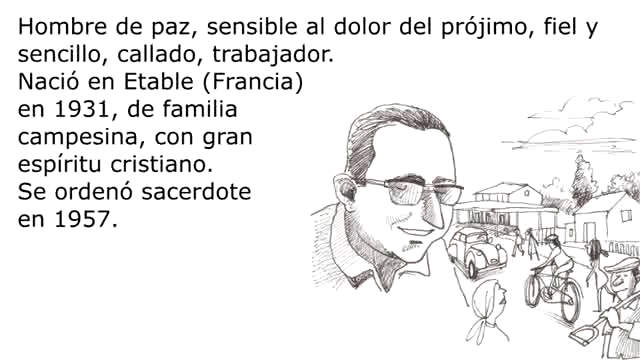 Hombre de paz, sensible al dolor del prójimo, fiel y
sencillo, callado, trabajador.
Nació en Etable (Francia)
en 1931, de familia
campesina, con gran
espíritu cristiano.
Se ordenó sacerdote
en 1957.